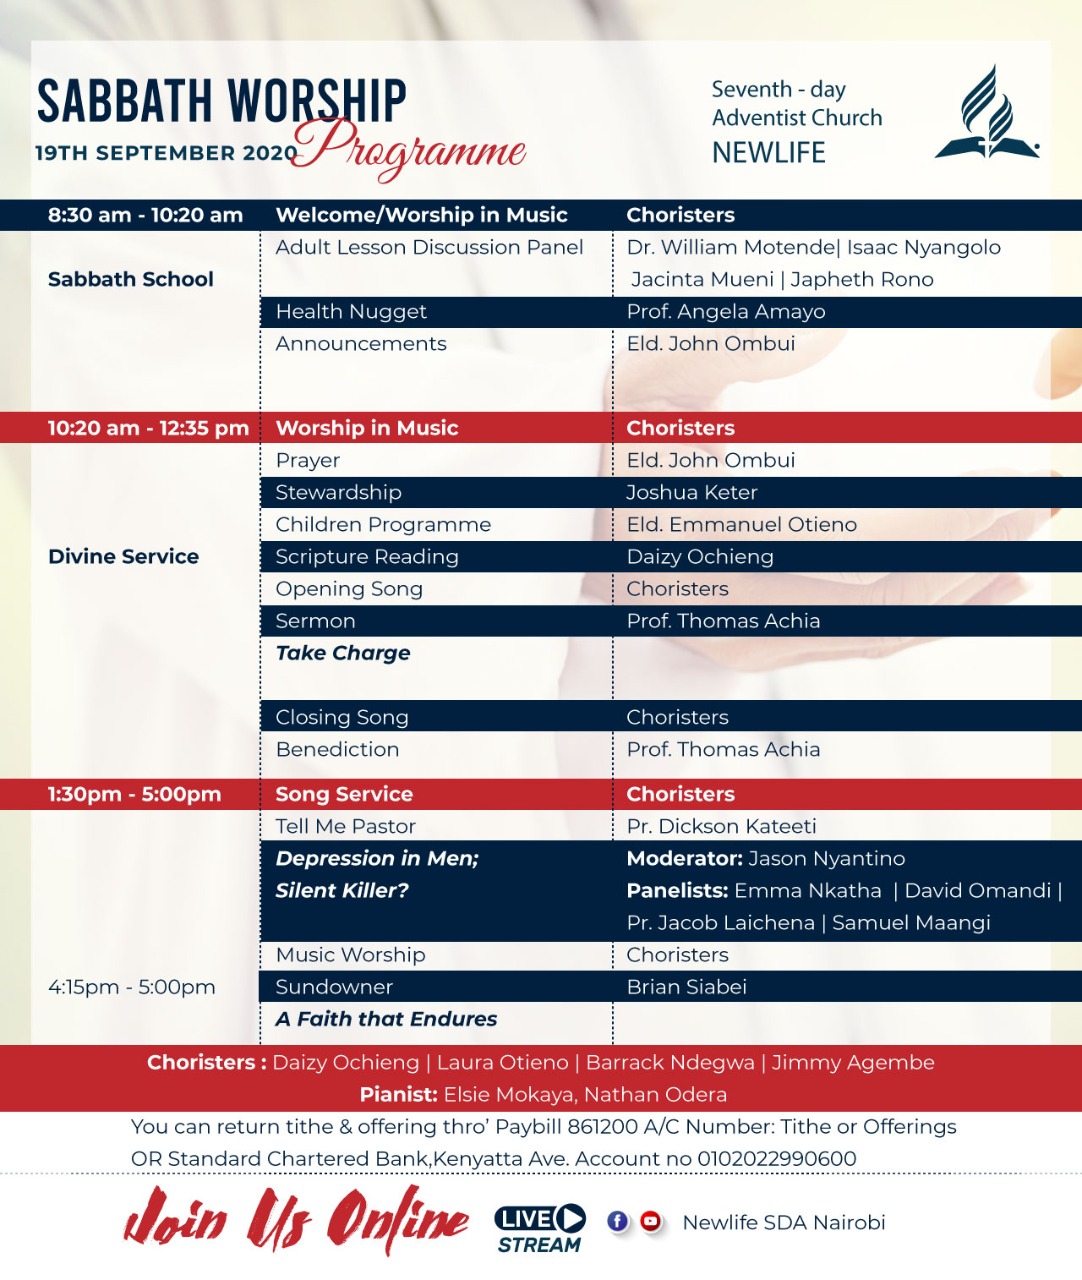 SABBATH WORSHIP
19TH SEPTEMBER 2020 Programme
Seventh - day
Adventist Church
NEWLIFE
8:30 am - 10:20 am Welcome/Worship in Music Choristers
Adult Lesson Discussion Panel Dr. William Motende| Isaac Nyangolo
Sabbath School Jacinta Mueni | Japheth Rono
Health Nugget Prof. Angela Amayo
Announcements Eld. John Ombui
10:20 am - 12:35 pm Worship in Music Choristers
Prayer Eld. John Ombui
Stewardship Joshua Keter
Children Programme Eld. Emmanuel Otieno
Divine Service Scripture Reading Daizy Ochieng
Opening Song Choristers
Sermon Prof. Thomas Achia
Take Charge
Closing Song Choristers
Benediction Prof. Thomas Achia
1:30pm - 5:00pm Song Service Choristers
Tell Me Pastor Pr. Dickson Kateeti
Depression in Men; Moderator: Jason Nyantino
Silent Killer? Panelists: Emma Nkatha | David Omandi |
Pr. Jacob Laichena | Samuel Maangi
Music Worship Choristers
4:15pm - 5:00pm Sundowner Brian Siabei
A Faith that Endures
Choristers : Daizy Ochieng | Laura Otieno | Barrack Ndegwa | Jimmy Agembe
Pianist: Elsie Mokaya, Nathan Odera
You can return tithe & offering thro’ Paybill 861200 A/C Number: Tithe or Offerings
OR Standard Chartered Bank,Kenyatta Ave. Account no 0102022990600
Join Us Online LIVE STREAM f Newlife SDA Nairobi